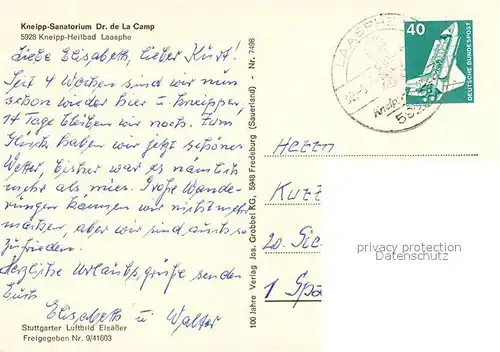 Kneipp-Sanatorium Dr. de La Camp
5928 Kneipp-Heilbad Laasphe
Liebe Elisabeth, lieber Kurt!
Seit 4 Wochen sind wir nun
schon wieder hier u. kneippen,
14 Tage bleiben wir noch. Zum
Glück haben wir jetzt schönes
Wetter, bisher war es nämlich
mehr als mies. Große Wande-
rungen können wir nicht mehr
machen, aber wir sind auch so
zufrieden.
Herzliche Urlaubsgrüße senden
Euch
Elisabeth u Walter
Stuttgarter Luftbild Elsäßer
Freigegeben Nr. 9/41603
100 Jahre Verlag Jos. Grobbel KG, 5948 Fredeburg (Sauerland) - Nr. 7498
LAASPHE
Kneipp
592
40
DEUTSCHE BUNDESPOST
Herrn
Kurt
20.
1
privacy protection
Datenschutz